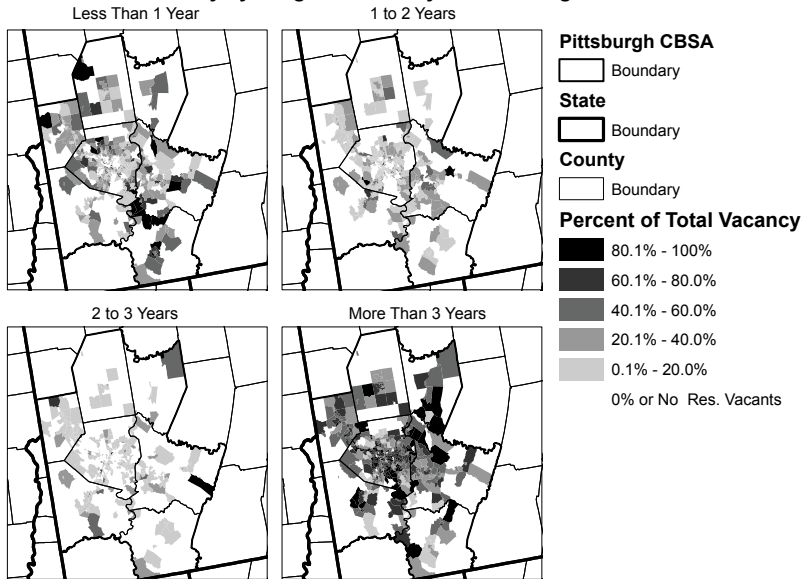 Less Than 1 Year
1 to 2 Years
2 to 3 Years
More Than 3 Years
Pittsburgh CBSA
Boundary
State
Boundary
County
Boundary
Percent of Total Vacancy
80.1% - 100%
60.1% - 80.0%
40.1% - 60.0%
20.1% - 40.0%
0.1% - 20.0%
0% or No Res. Vacants